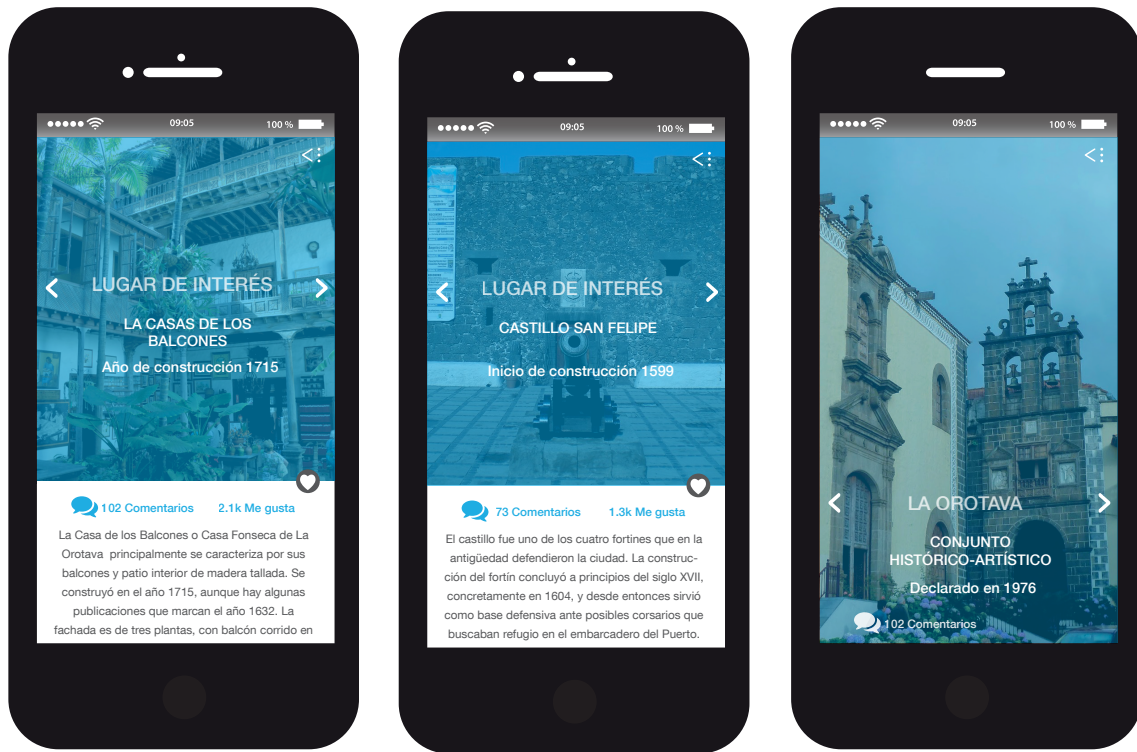 09:05
100 %
LUGAR DE INTERÉS
LA CASAS DE LOS
BALCONES
Año de construcción 1715
102 Comentarios
2.1k Me gusta
La Casa de los Balcones o Casa Fonseca de La
Orotava principalmente se caracteriza por sus
balcones y patio interior de madera tallada. Se
construyó en el año 1715, aunque hay algunas
publicaciones que marcan el año 1632. La
fachada es de tres plantas, con balcón corrido en
09:05
100 %
LUGAR DE INTERÉS
CASTILLO SAN FELIPE
Inicio de construcción 1599
73 Comentarios
1.3k Me gusta
El castillo fue uno de los cuatro fortines que en la
antigüedad defendieron la ciudad. La construc-
ción del fortín concluyó a principios del siglo XVII,
concretamente en 1604, y desde entonces sirvió
como base defensiva ante posibles corsarios que
buscaban refugio en el embarcadero del Puerto.
09:05
100 %
LA OROTAVA
CONJUNTO
HISTÓRICO-ARTÍSTICO
Declarado en 1976
102 Comentarios